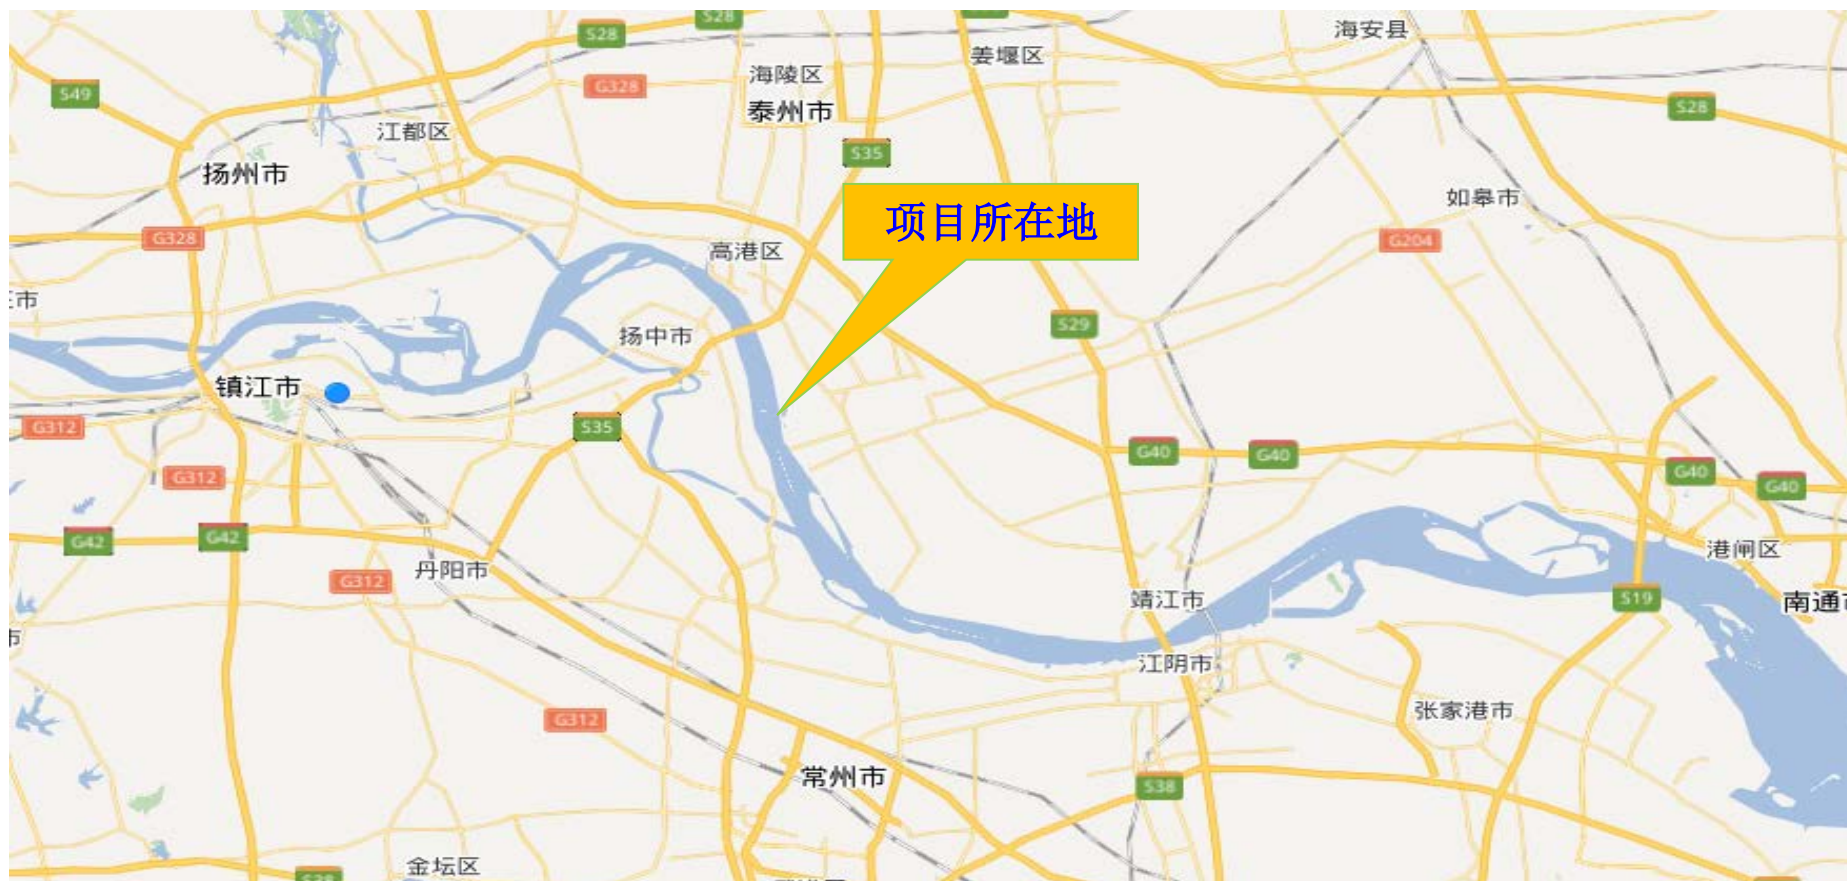 S28
S28
海安县
姜堰区
海陵区
G328
S49
S28
泰州市
江都区
S35
扬州市
如皋市
项目所在地
G328
G204
高港区
市
S29
扬中市
镇江市
G312
S35
G40
G40
G40
G312
G40
G42
G42
港闸区
丹阳市
G312
靖江市
S19
南通
市
江阴市
张家港市
G312
常州市
S38
金坛区
S38